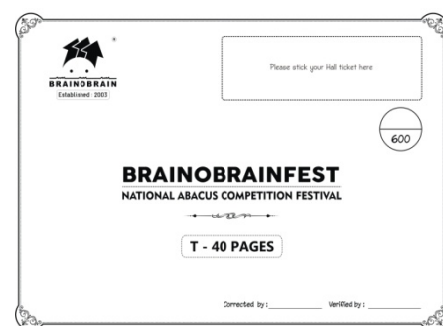 ®
BRAINOBRAIN
Established : 2003
Please stick your Hall ticket here
600
BRAINOBRAINFEST
NATIONAL ABACUS COMPETITION FESTIVAL
T - 40 PAGES
Corrected by : Verified by :